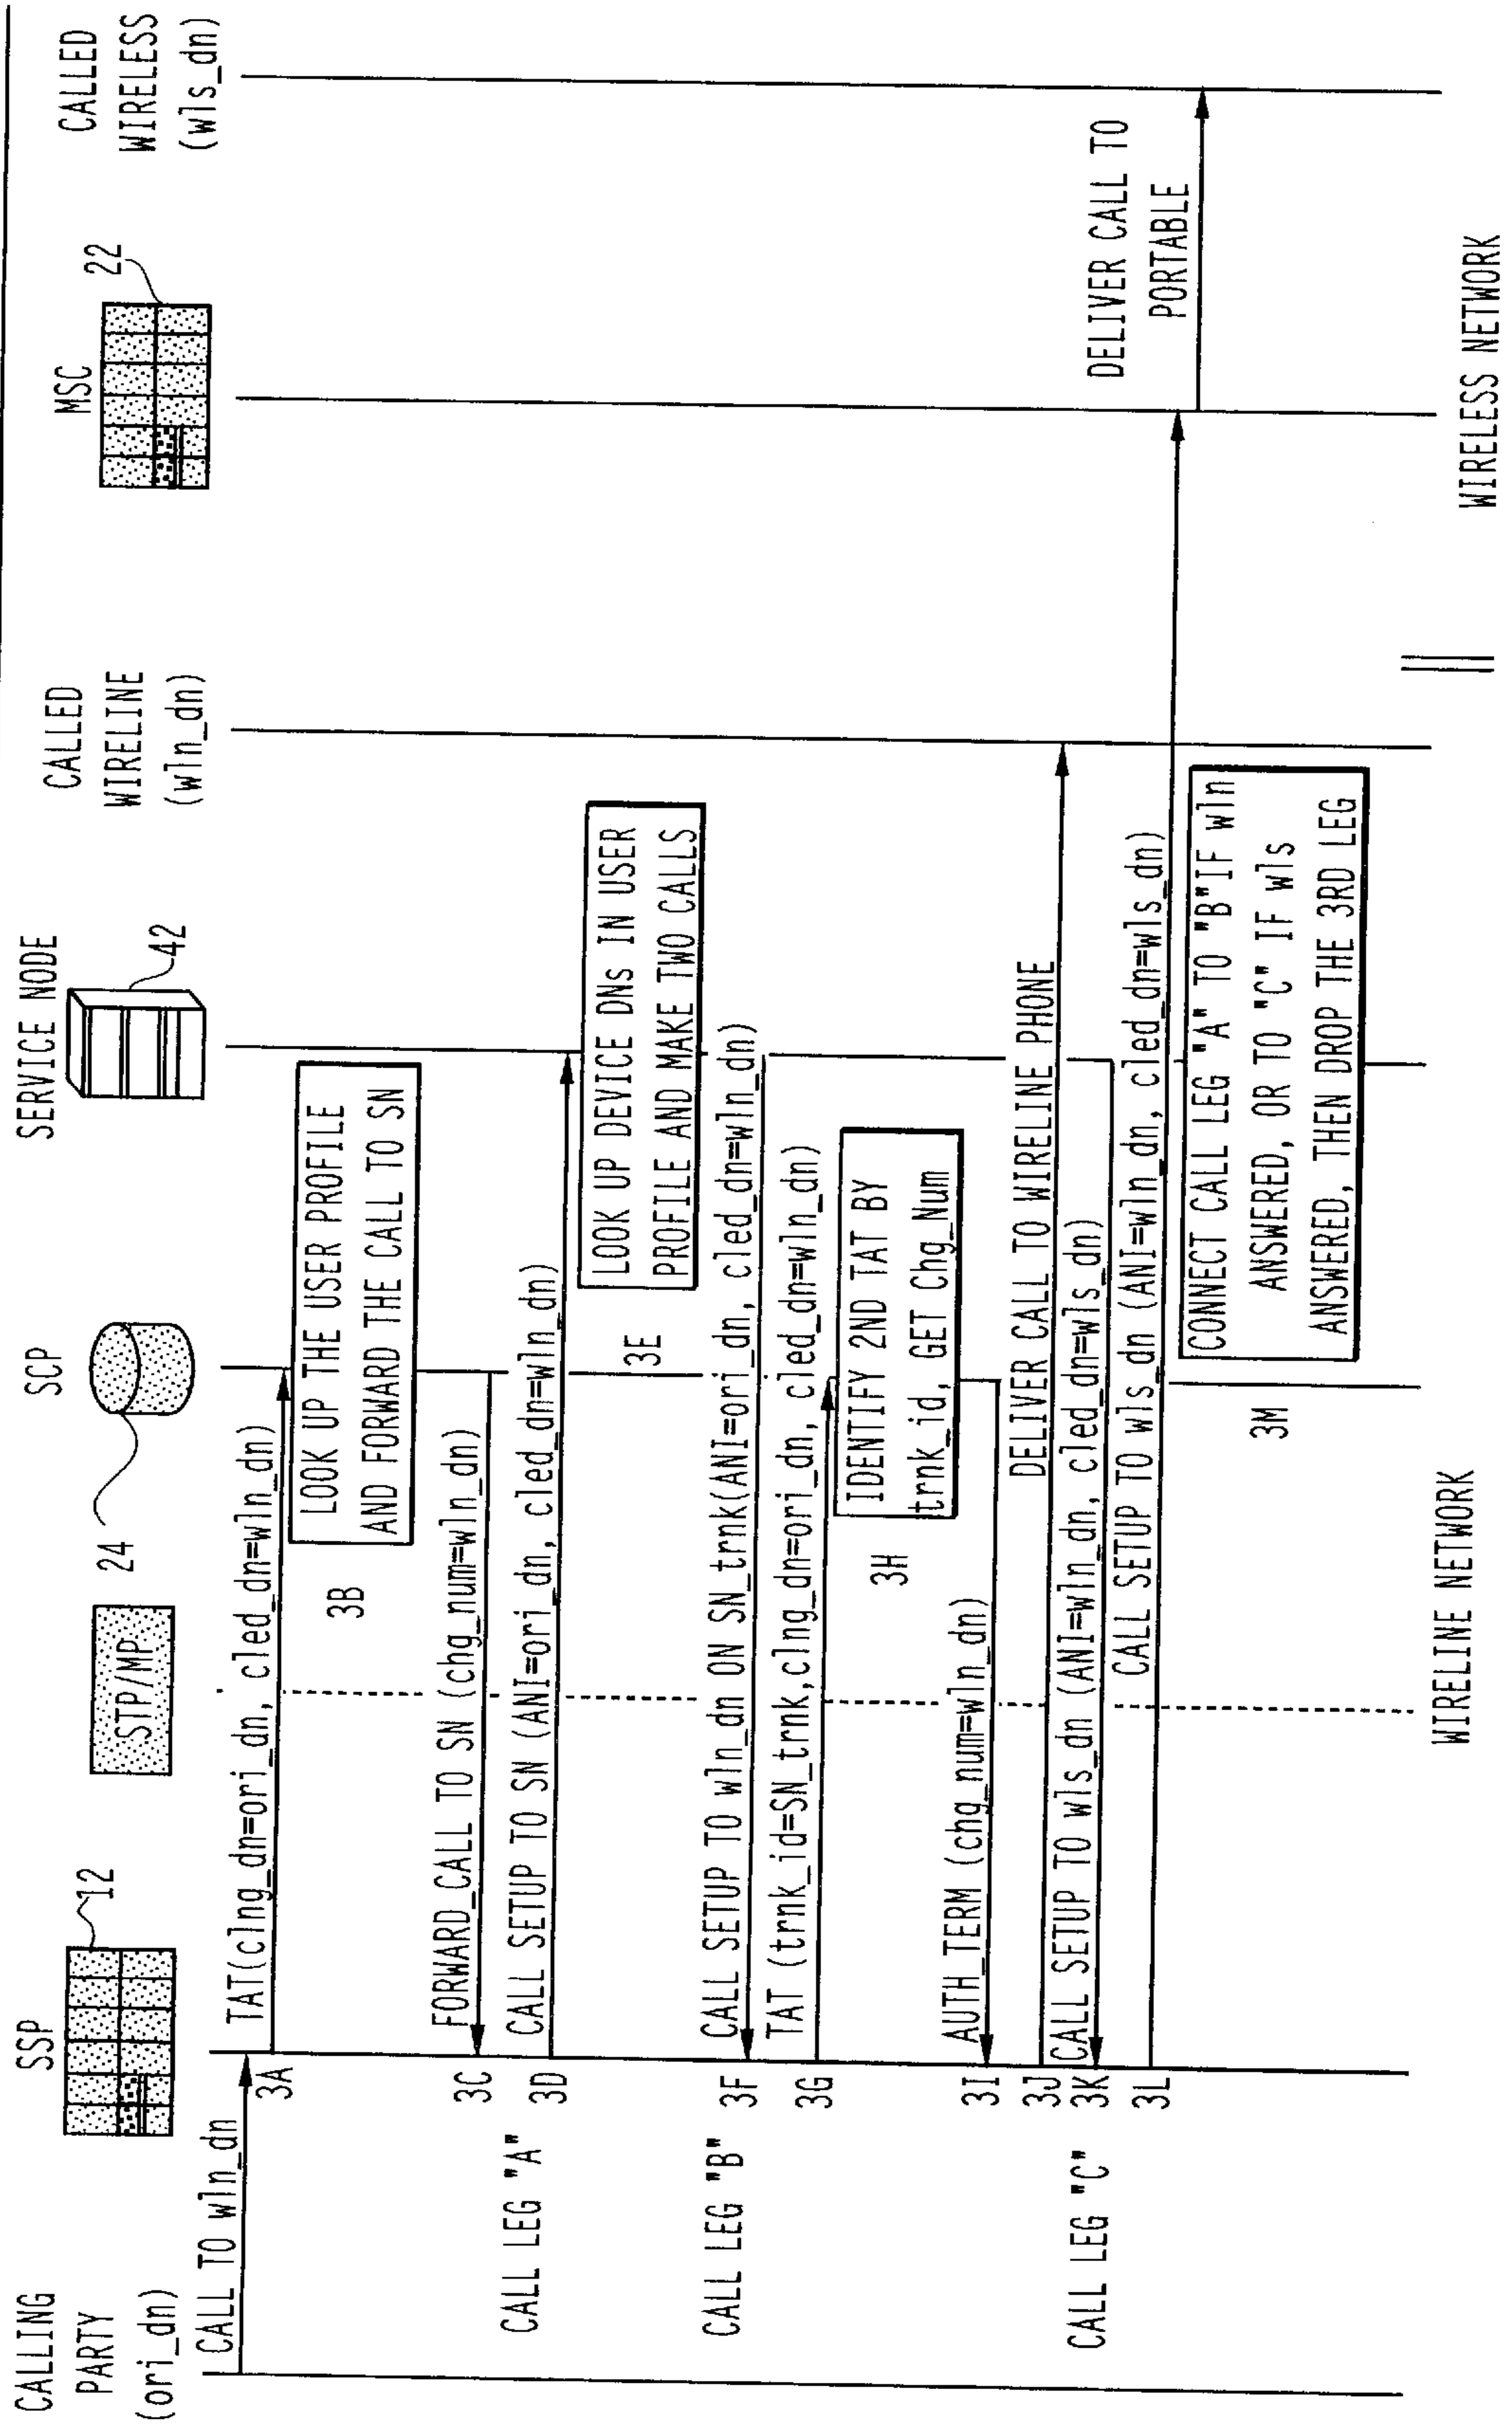 CALLING
PARTY
(ori_dn)
SSP
12
STP/MP
24
SCP
SERVICE NODE
42
CALLED
WIRELINE
(wln_dn)
MSC
22
CALLED
WIRELESS
(wls_dn)
CALL TO wln_dn
3A
TAT(clng_dn=ori_dn, cled_dn=wln_dn)
3B
LOOK UP THE USER PROFILE
AND FORWARD THE CALL TO SN
3C
FORWARD_CALL TO SN (chg_num=wln_dn)
CALL LEG "A"
3D
CALL SETUP TO SN (ANI=ori_dn, cled_dn=wln_dn)
3E
LOOK UP DEVICE DNs IN USER
PROFILE AND MAKE TWO CALLS
CALL LEG "B"
3F
CALL SETUP TO wln_dn ON SN_trnk(ANI=ori_dn, cled_dn=wln_dn)
3G
TAT (trnk_id=SN_trnk,clng_dn=ori_dn, cled_dn=wln_dn)
3H
IDENTIFY 2ND TAT BY
trnk_id, GET Chg_Num
3I
AUTH_TERM (chg_num=wln_dn)
3J
DELIVER CALL TO WIRELINE PHONE
CALL LEG "C"
3K
CALL SETUP TO wls_dn (ANI=wln_dn, cled_dn=wls_dn)
3L
CALL SETUP TO wls_dn (ANI=wln_dn, cled_dn=wls_dn)
DELIVER CALL TO
PORTABLE
3M
CONNECT CALL LEG "A" TO "B"IF wln
ANSWERED, OR TO "C" IF wls
ANSWERED, THEN DROP THE 3RD LEG
WIRELINE NETWORK
WIRELESS NETWORK